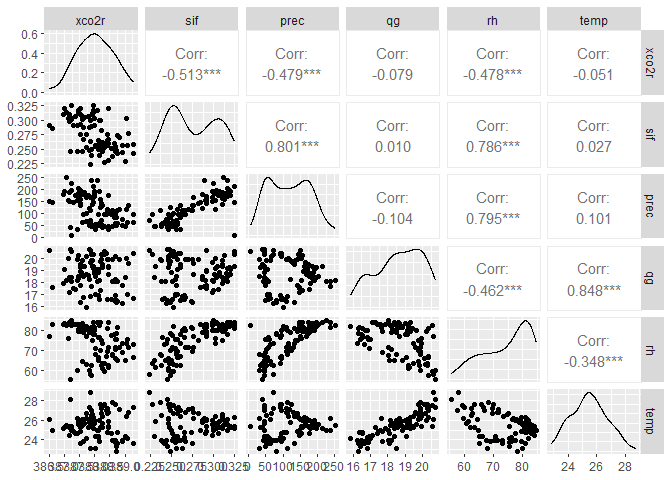 xco2r sif prec qg rh temp
0.6
0.4
0.2
0.0
Corr: Corr: Corr: Corr: Corr:
-0.513*** -0.479*** -0.079 -0.478*** -0.051
xco2r
0.325
0.300
0.275
0.250
0.225
Corr: Corr: Corr: Corr:
0.801*** 0.010 0.786*** 0.027
sif
250
200
150
100
50
0
Corr: Corr: Corr:
-0.104 0.795*** 0.101
prec
20
19
18
17
16
Corr: Corr:
-0.462*** 0.848***
qg
80
70
60
Corr:
-0.348***
rh
28
26
24
temp
0.225 0.250 0.275 0.300 0.325 0 50 100 150 200 250 16 17 18 19 20 60 70 80 24 26 28